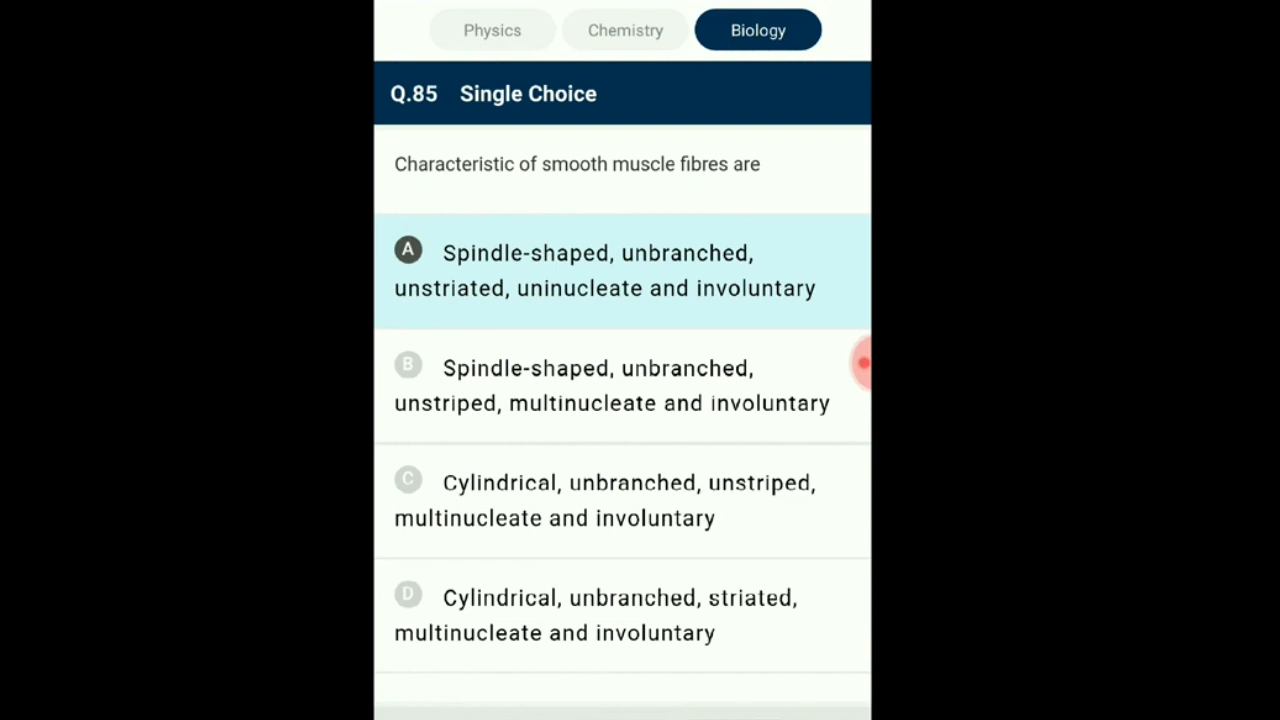 Physics Chemistry Biology
Q.85 Single Choice
Characteristic of smooth muscle fibres are
A Spindle-shaped, unbranched,
unstriated, uninucleate and involuntary
B Spindle-shaped, unbranched,
unstriped, multinucleate and involuntary
C Cylindrical, unbranched, unstriped,
multinucleate and involuntary
D Cylindrical, unbranched, striated,
multinucleate and involuntary